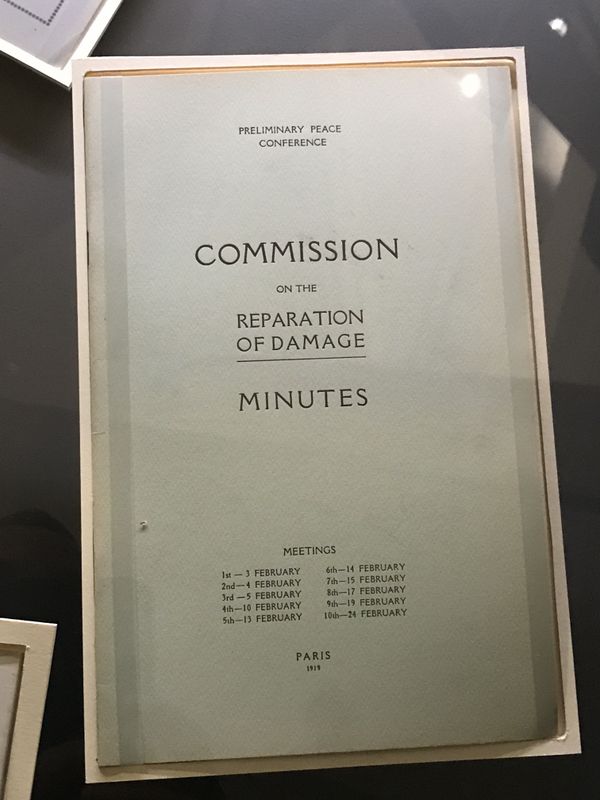 PRELIMINARY PEACE
CONFERENCE
COMMISSION
ON THE
REPARATION
OF DAMAGE
MINUTES
MEETINGS
1st — 3 FEBRUARY
2nd — 4 FEBRUARY
3rd — 5 FEBRUARY
4th—10 FEBRUARY
5th—13 FEBRUARY
6th—14 FEBRUARY
7th—15 FEBRUARY
8th—17 FEBRUARY
9th—19 FEBRUARY
10th—24 FEBRUARY
PARIS
1919